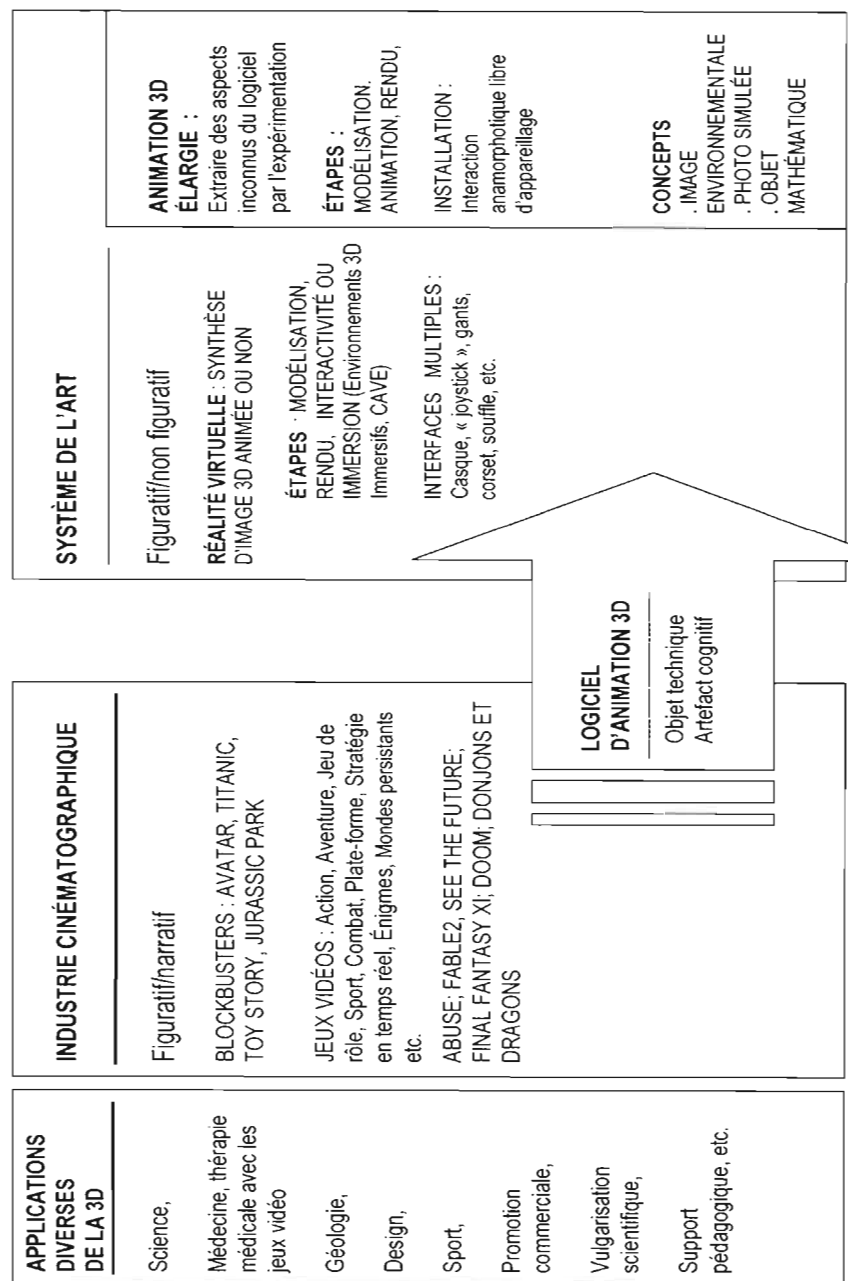 APPLICATIONS
DIVERSES
DE LA 3D
Science,
Médecine, thérapie
médicale avec les
jeux vidéo
Géologie,
Design,
Sport,
Promotion
commerciale,
Vulgarisation
scientifique,
Support
pédagogique, etc.
INDUSTRIE CINÉMATOGRAPHIQUE
Figuratif/narratif
BLOCKBUSTERS : AVATAR, TITANIC,
TOY STORY, JURASSIC PARK
JEUX VIDÉOS : Action, Aventure, Jeu de
rôle, Sport, Combat, Plate-forme, Stratégie
en temps réel, Énigmes, Mondes persistants
etc.
ABUSE; FABLE2, SEE THE FUTURE;
FINAL FANTASY XI; DOOM; DONJONS ET
DRAGONS
LOGICIEL
D'ANIMATION 3D
Objet technique
Artefact cognitif
SYSTÈME DE L'ART
Figuratif/non figuratif
RÉALITÉ VIRTUELLE : SYNTHÈSE
D'IMAGE 3D ANIMÉE OU NON
ÉTAPES · MODÉLISATION,
RENDU, INTERACTIVITÉ OU
IMMERSION (Environnements 3D
Immersifs, CAVE)
INTERFACES MULTIPLES :
Casque, « joystick », gants,
corset, souffle, etc.
ANIMATION 3D
ÉLARGIE :
Extraire des aspects
inconnus du logiciel
par l'expérimentation
ÉTAPES :
MODÉLISATION.
ANIMATION, RENDU,
INSTALLATION :
Interaction
anamorphotique libre
d'appareillage
CONCEPTS
. IMAGE
ENVIRONNEMENTALE
. PHOTO SIMULÉE
. OBJET
MATHÉMATIQUE